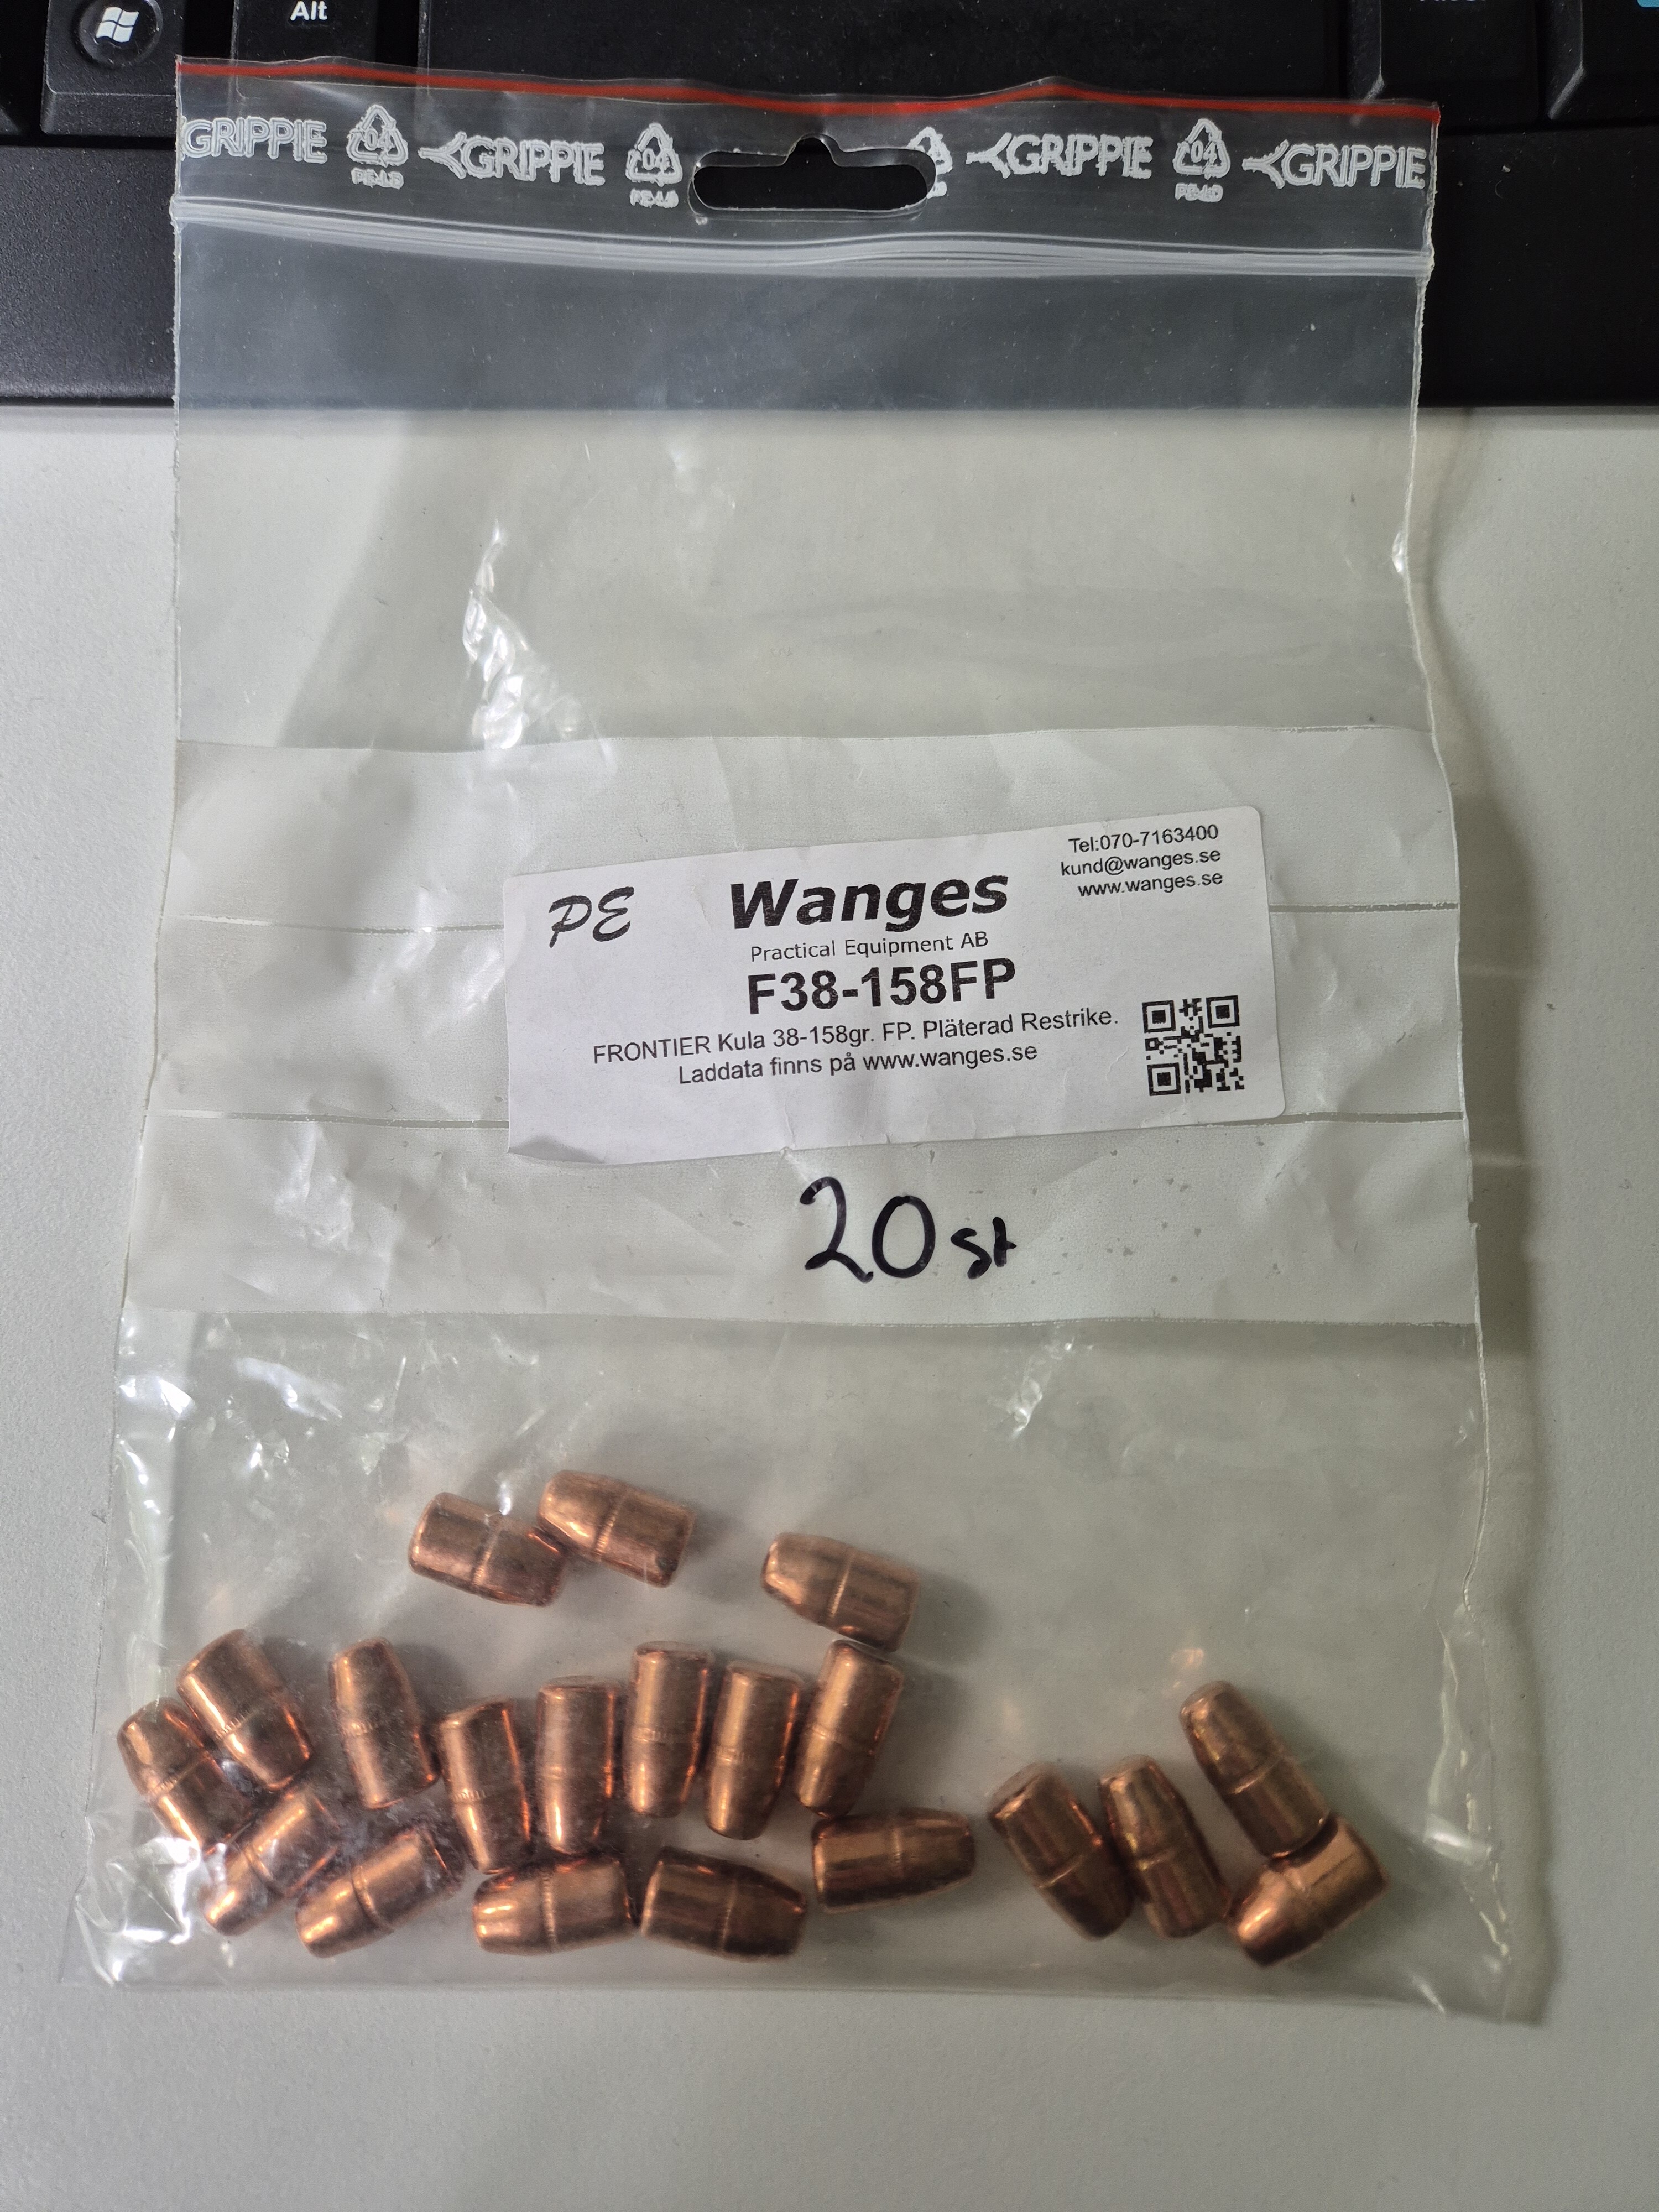 Alt
GRIPPIE 04 PE-LD GRIPPIE 04 PE-LD GRIPPIE 04 PE-LD GRIPPIE
Tel:070-7163400
kund@wanges.se
www.wanges.se
PE Wanges
Practical Equipment AB
F38-158FP
FRONTIER Kula 38-158gr. FP. Pläterad Restrike.
Laddata finns på www.wanges.se
20 st